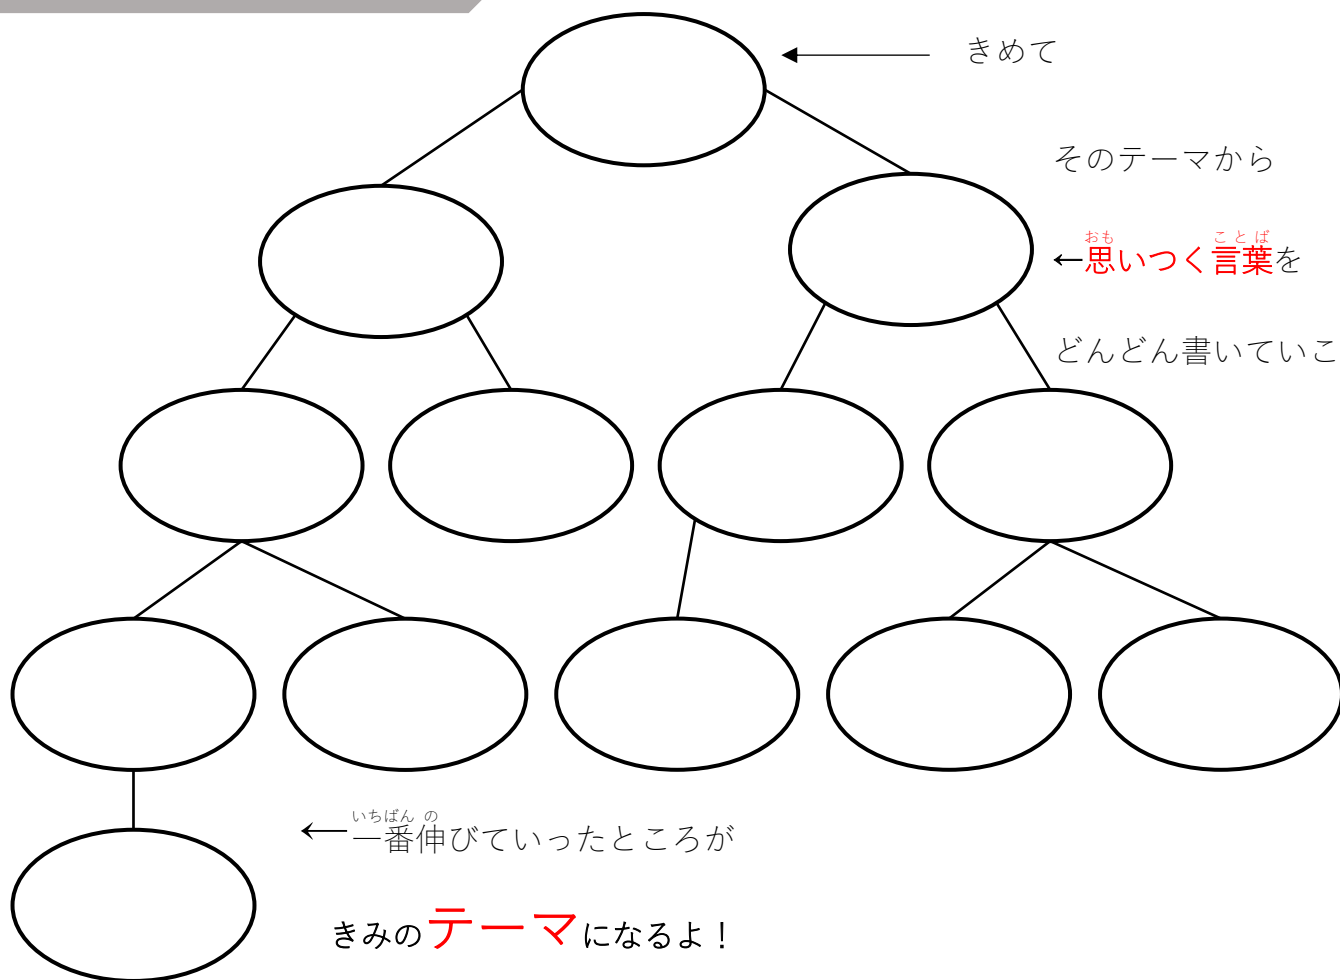 きめて
そのテーマから
おも ことば
←思いつく言葉を
どんどん書いていこ
いちばん の
←一番伸びていったところが
きみのテーマになるよ！